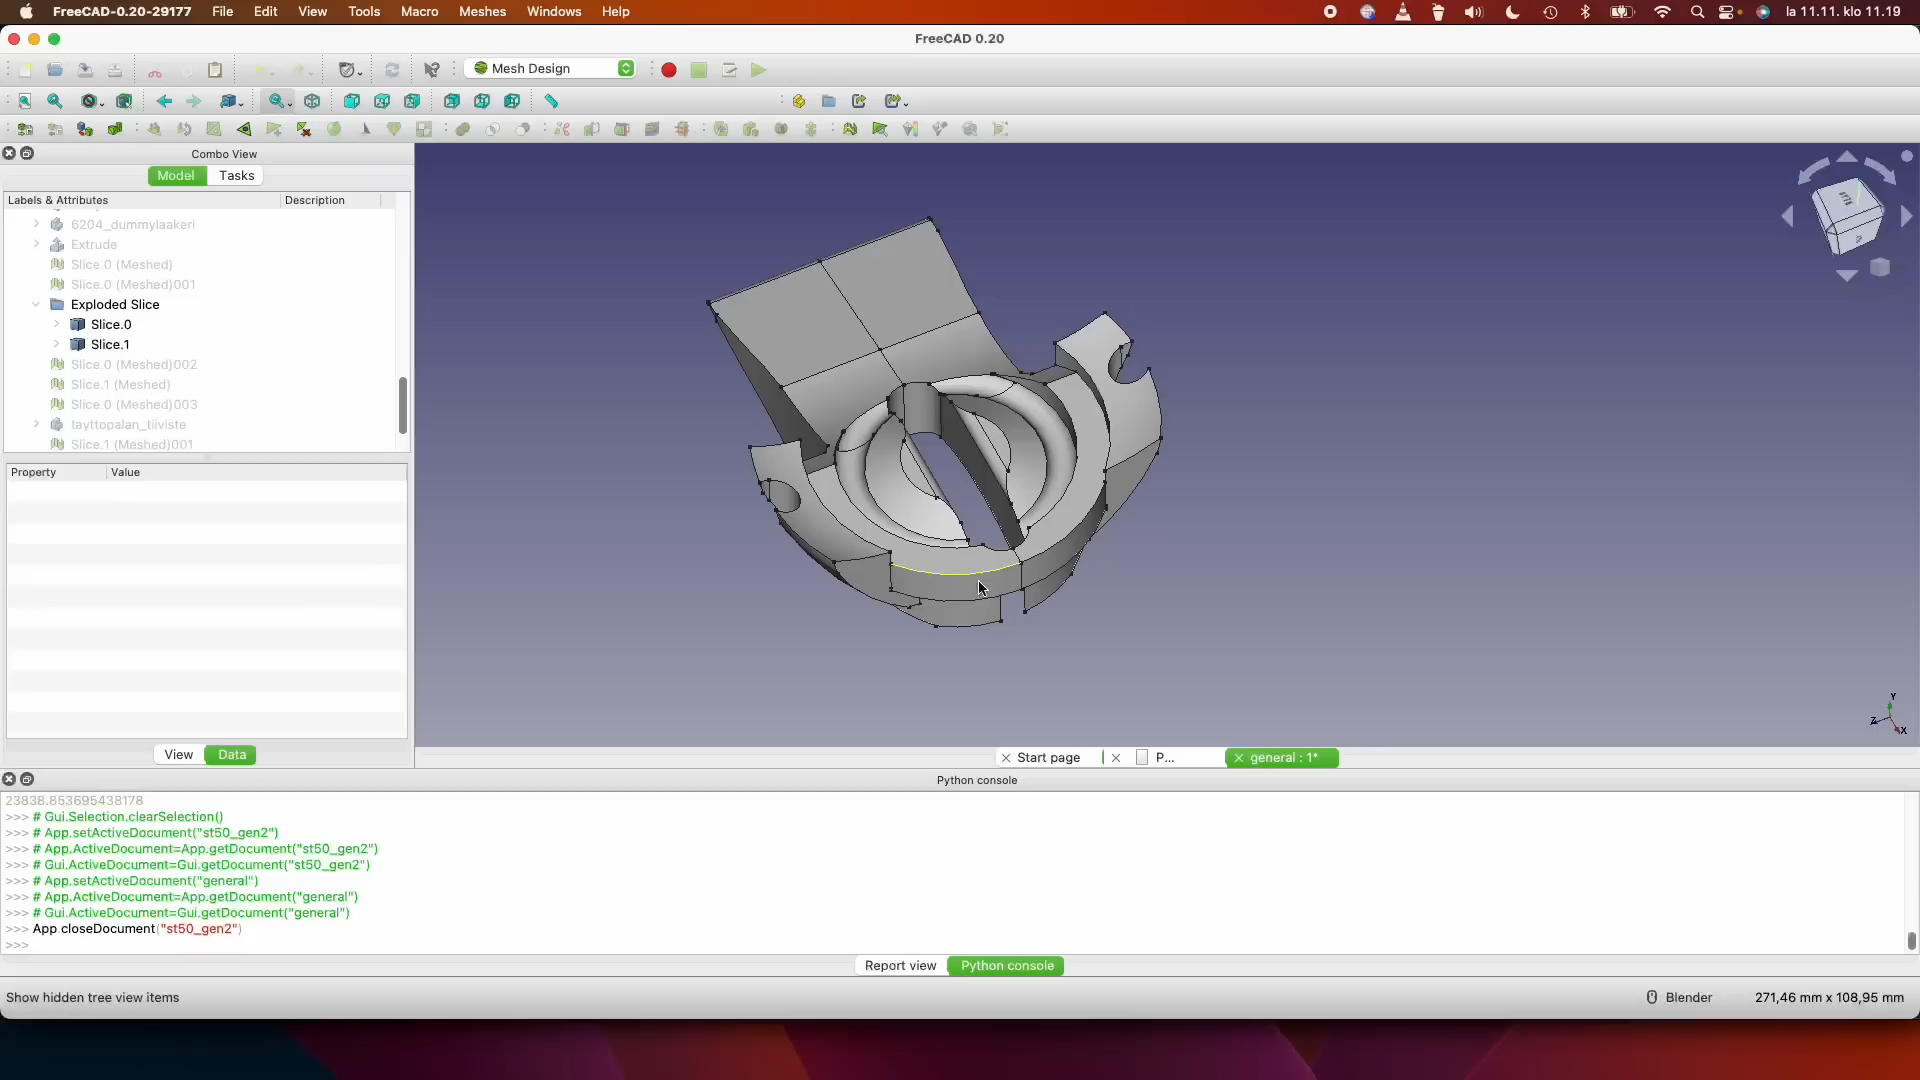 FreeCAD-0.20-29177 File Edit View Tools Macro Meshes Windows Help la 11.11. klo 11.19
FreeCAD 0.20
Mesh Design
Combo View
Model Tasks
Labels & Attributes Description
6204_dummylaakeri
Extrude
Slice.0 (Meshed)
Slice.0 (Meshed)001
Exploded Slice
Slice.0
Slice.1
Slice.0 (Meshed)002
Slice.1 (Meshed)
Slice.0 (Meshed)003
tayttopalan_tiiviste
Slice.1 (Meshed)001
Property Value
View Data
Start page P... general : 1*
Python console
23838.853695438178
>>> # Gui.Selection.clearSelection()
>>> # App.setActiveDocument("st50_gen2")
>>> # App.ActiveDocument=App.getDocument("st50_gen2")
>>> # Gui.ActiveDocument=Gui.getDocument("st50_gen2")
>>> # App.setActiveDocument("general")
>>> # App.ActiveDocument=App.getDocument("general")
>>> # Gui.ActiveDocument=Gui.getDocument("general")
>>> App.closeDocument("st50_gen2")
>>>
Report view Python console
Show hidden tree view items Blender 271,46 mm x 108,95 mm
Y
Z
X